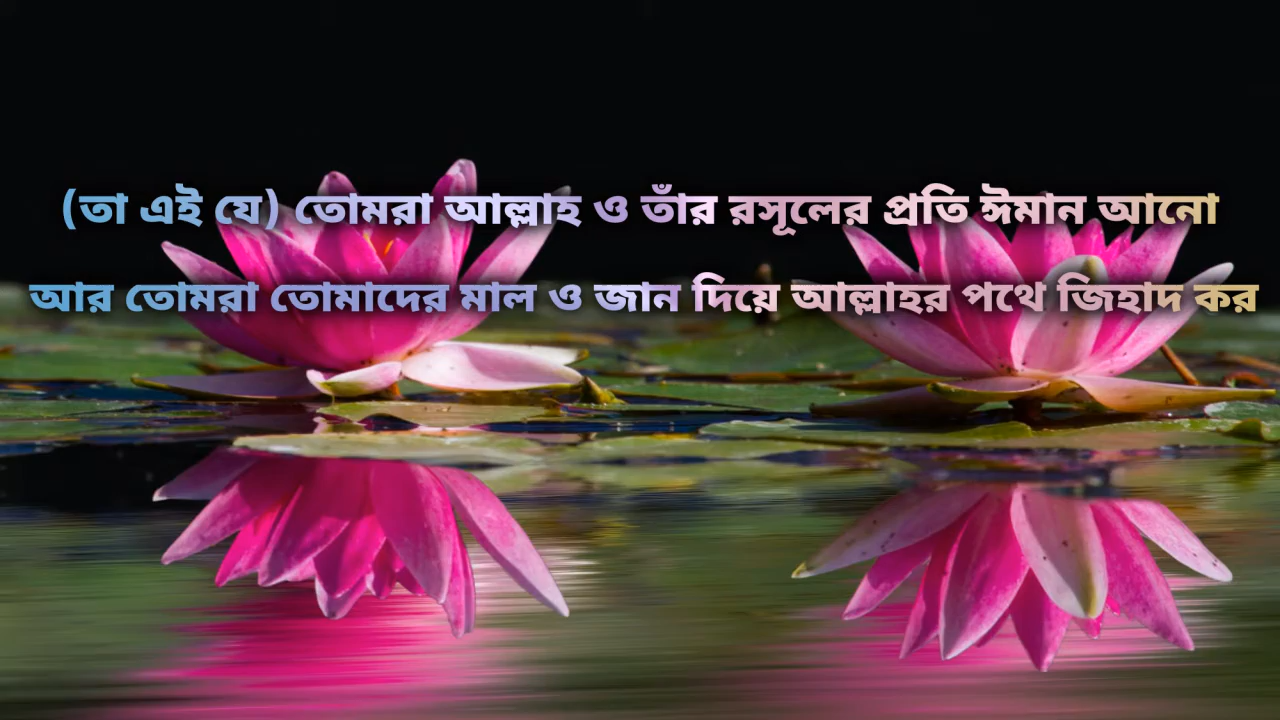 (তা এই যে) তোমরা আল্লাহ ও তাঁর রসূলের প্রতি ঈমান আনো
আর তোমরা তোমাদের মাল ও জান দিয়ে আল্লাহর পথে জিহাদ কর